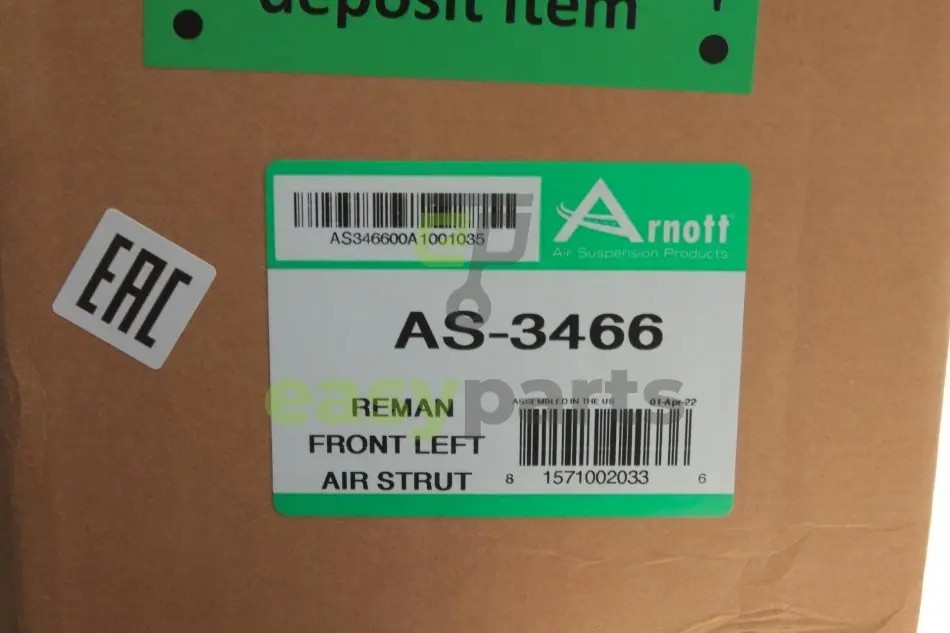 deposit item
AS346600A1001035
Arnott
Air Suspension Products
EAC
AS-3466
easyparts
REMAN
FRONT LEFT
AIR STRUT
ASSEMBLED IN THE US 01-Apr-22
8 1571002033 6